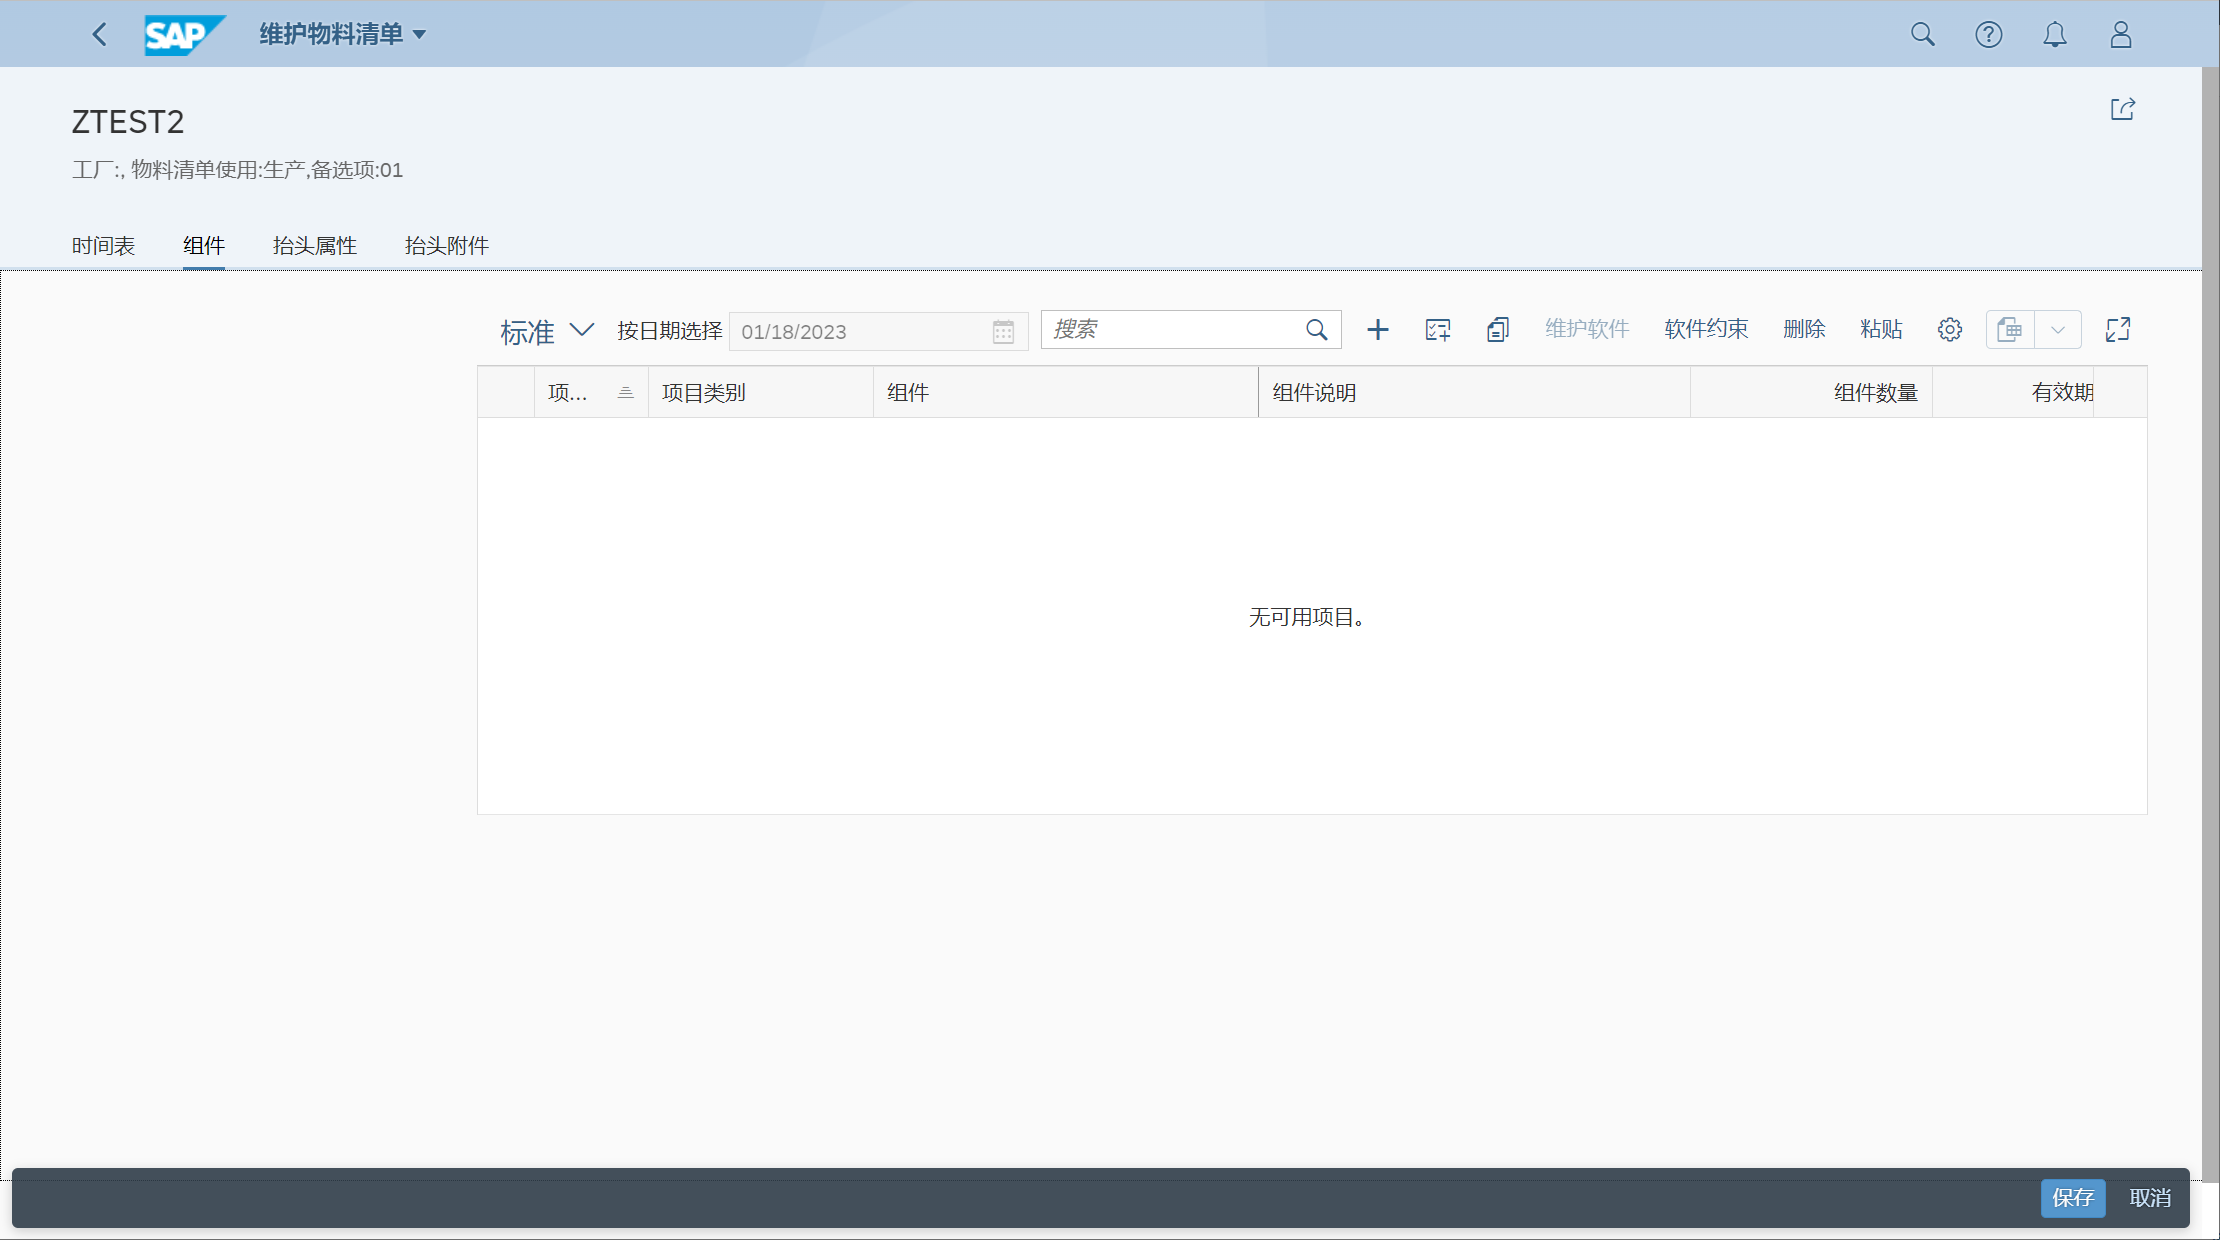 SAP 维护物料清单
ZTEST2
工厂:, 物料清单使用:生产,备选项:01
时间表 组件 抬头属性 抬头附件
标准 按日期选择 01/18/2023 搜索 维护软件 软件约束 删除 粘贴
项... 项目类别 组件 组件说明 组件数量 有效期
无可用项目。
保存 取消